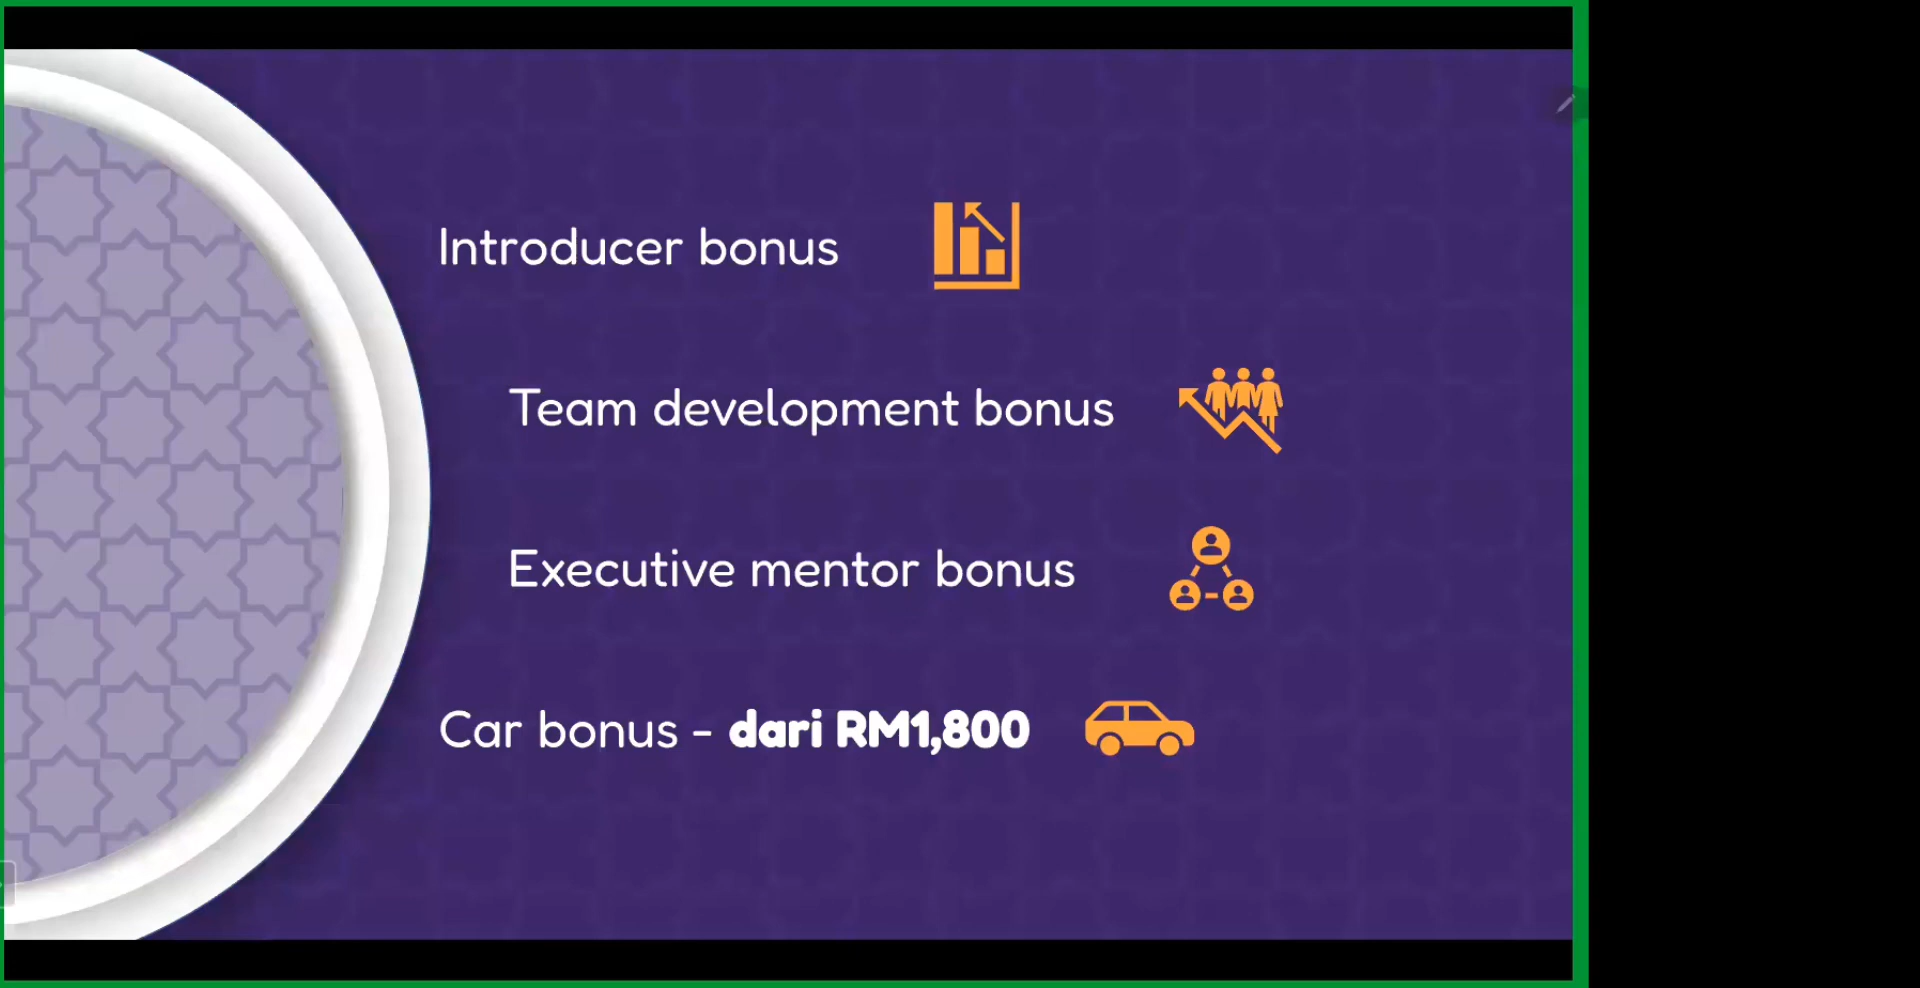 Introducer bonus
Team development bonus
Executive mentor bonus
Car bonus - dari RM1,800